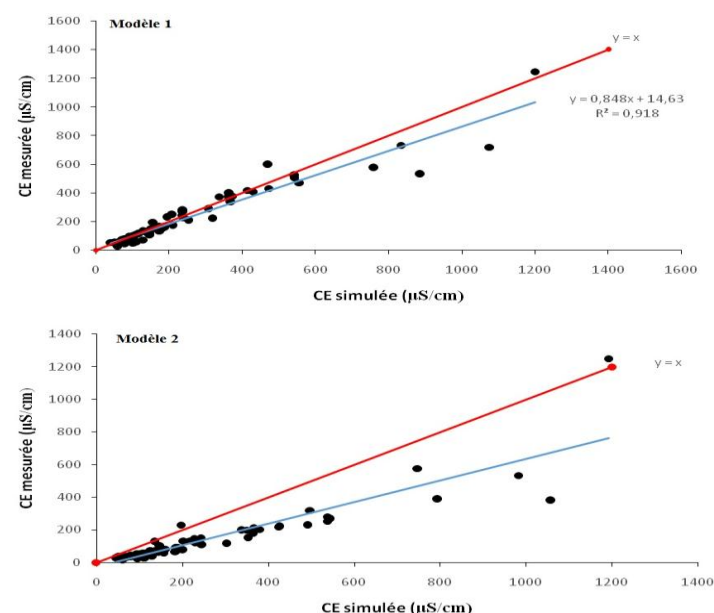 Modèle 1
1600
1400
1200
1000
800
600
400
200
0
CE mesurée (µS/cm)
y = x
y = 0,848x + 14,63
R² = 0,918
0 200 400 600 800 1000 1200 1400 1600
CE simulée (µS/cm)
Modèle 2
1400
1200
1000
800
600
400
200
0
CE mesurée (µS/cm)
y = x
0 200 400 600 800 1000 1200 1400
CE simulée (µS/cm)